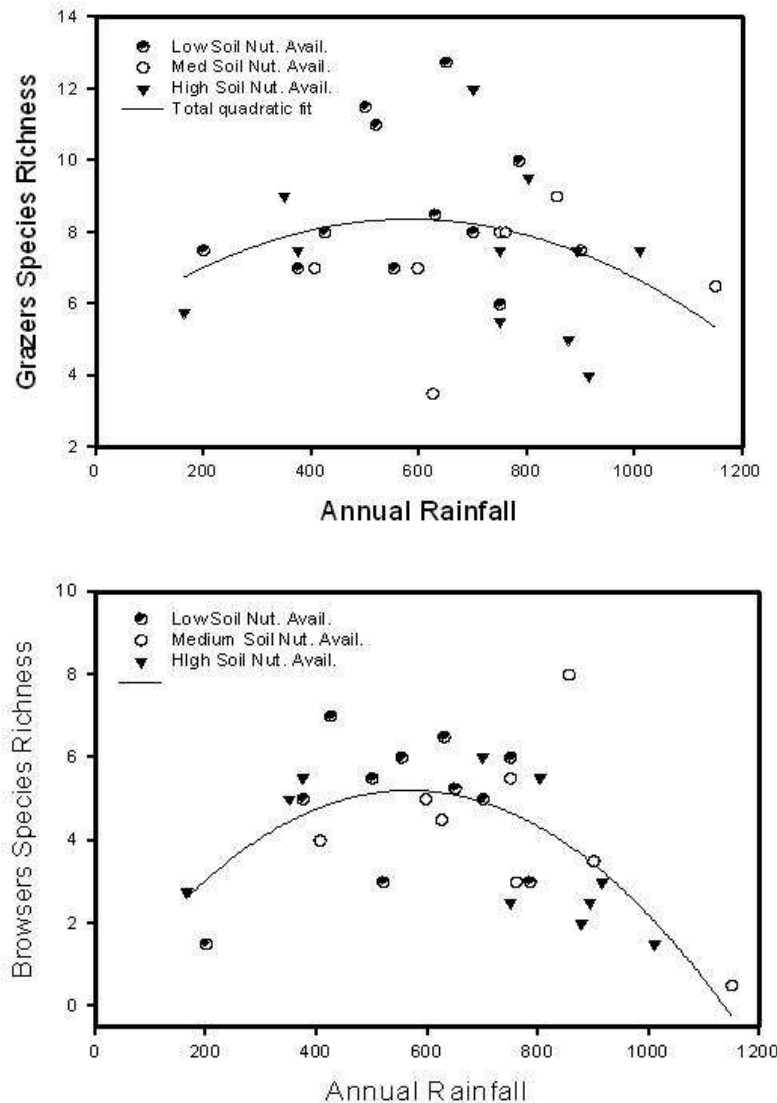 14
12
10
8
6
4
2
Grazers Species Richness
Low Soil Nut. Avail.
Med Soil Nut. Avail.
High Soil Nut. Avail.
Total quadratic fit
0 200 400 600 800 1000 1200
Annual Rainfall
10
8
6
4
2
0
Browsers Species Richness
Low Soil Nut. Avail.
Medium Soil Nut. Avail.
HIgh Soil Nut. Avail.
0 200 400 600 800 1000 1200
Annual Rainfall